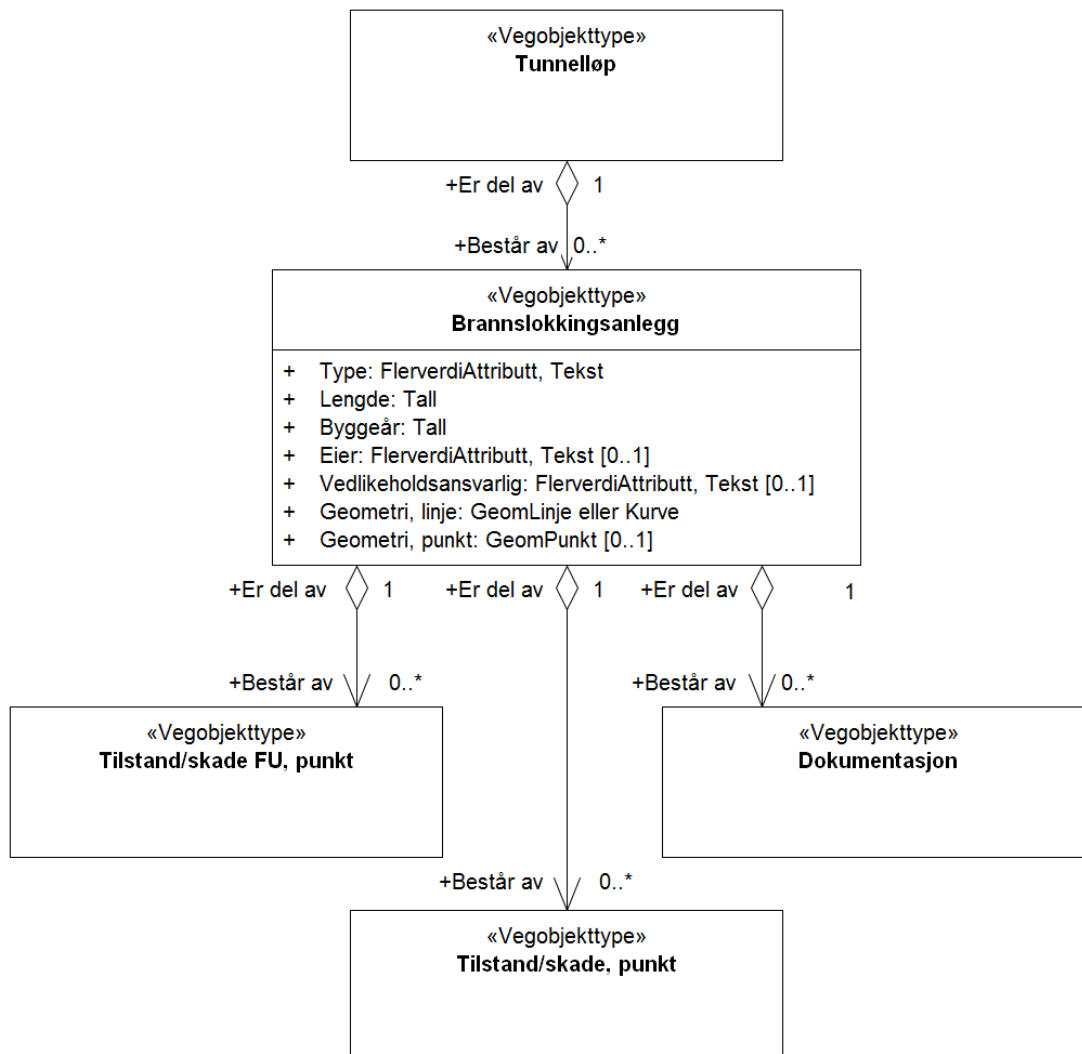 «Vegobjekttype»
Tunnelløp
+Er del av 1
+Består av 0..*
«Vegobjekttype»
Brannslokkingsanlegg
+ Type: FlerverdiAttributt, Tekst
+ Lengde: Tall
+ Byggeår: Tall
+ Eier: FlerverdiAttributt, Tekst [0..1]
+ Vedlikeholdsansvarlig: FlerverdiAttributt, Tekst [0..1]
+ Geometri, linje: GeomLinje eller Kurve
+ Geometri, punkt: GeomPunkt [0..1]
+Er del av 1 +Er del av 1 +Er del av 1
+Består av 0..* +Består av 0..*
«Vegobjekttype»
Tilstand/skade FU, punkt
«Vegobjekttype»
Dokumentasjon
+Består av 0..*
«Vegobjekttype»
Tilstand/skade, punkt